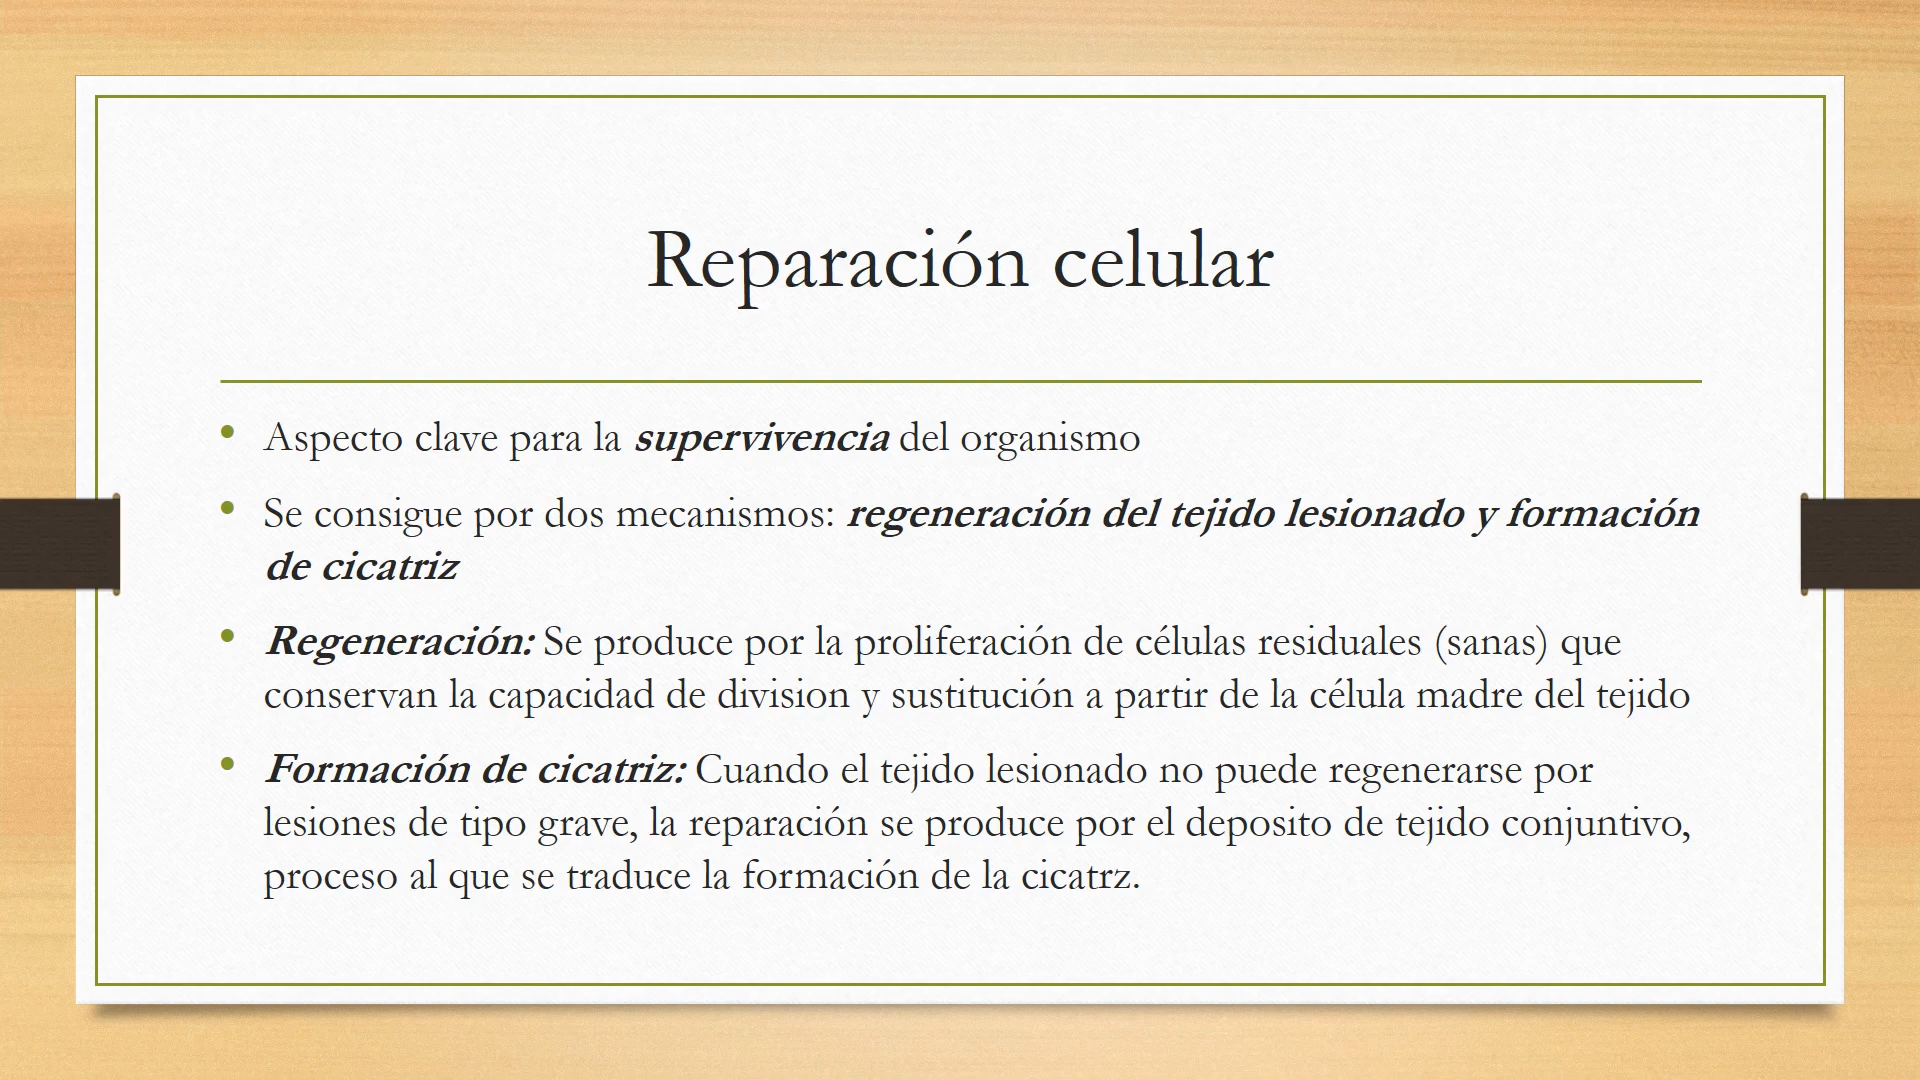 Reparación celular
• Aspecto clave para la supervivencia del organismo
• Se consigue por dos mecanismos: regeneración del tejido lesionado y formación
de cicatriz
• Regeneración: Se produce por la proliferación de células residuales (sanas) que
conservan la capacidad de division y sustitución a partir de la célula madre del tejido
• Formación de cicatriz: Cuando el tejido lesionado no puede regenerarse por
lesiones de tipo grave, la reparación se produce por el deposito de tejido conjuntivo,
proceso al que se traduce la formación de la cicatrz.